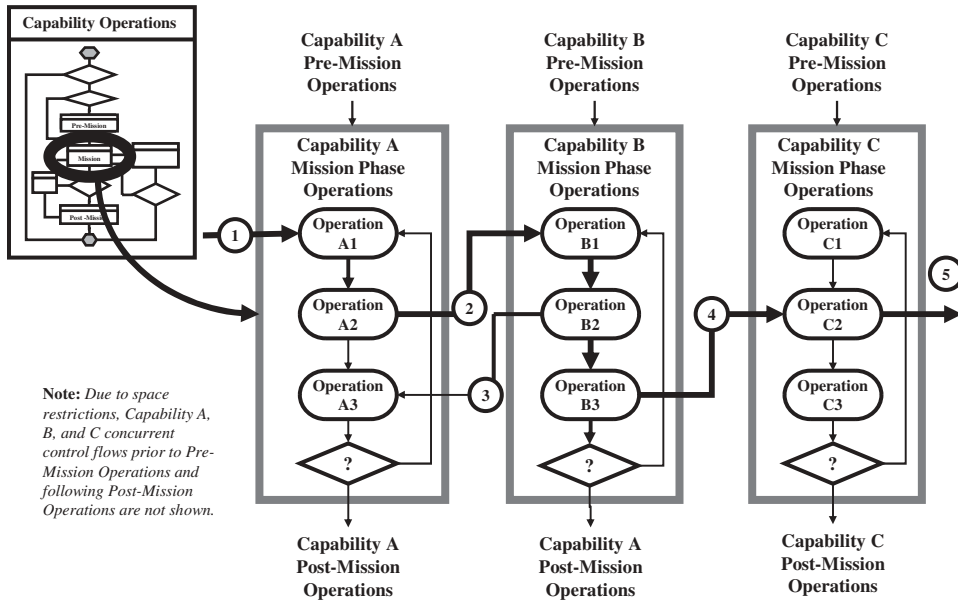 Capability Operations
Pre-Mission
Mission
Post -Mission
Capability A
Pre-Mission
Operations
Capability B
Pre-Mission
Operations
Capability C
Pre-Mission
Operations
Capability A
Mission Phase
Operations
Capability B
Mission Phase
Operations
Capability C
Mission Phase
Operations
1
Operation
A1
Operation
A2
Operation
A3
?
2
3
Operation
B1
Operation
B2
Operation
B3
?
4
Operation
C1
Operation
C2
Operation
C3
?
5
Note: Due to space
restrictions, Capability A,
B, and C concurrent
control flows prior to Pre-
Mission Operations and
following Post-Mission
Operations are not shown.
Capability A
Post-Mission
Operations
Capability A
Post-Mission
Operations
Capability C
Post-Mission
Operations